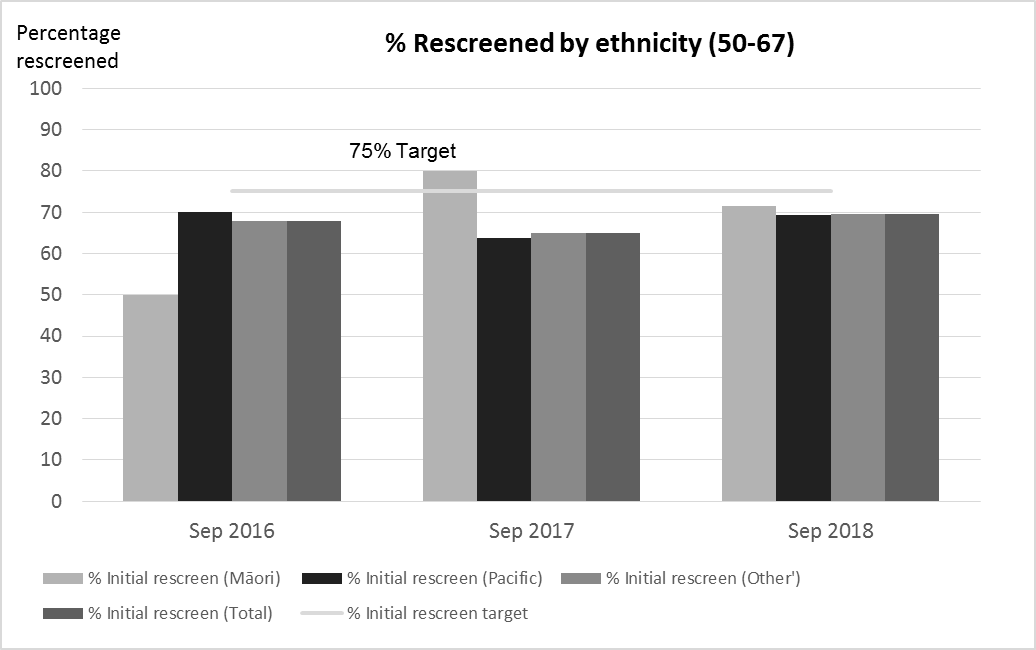 Percentage
rescreened
% Rescreened by ethnicity (50-67)
100
90
80
70
60
50
40
30
20
10
0
75% Target
Sep 2016 Sep 2017 Sep 2018
% Initial rescreen (Māori) % Initial rescreen (Pacific) % Initial rescreen (Other')
% Initial rescreen (Total) % Initial rescreen target